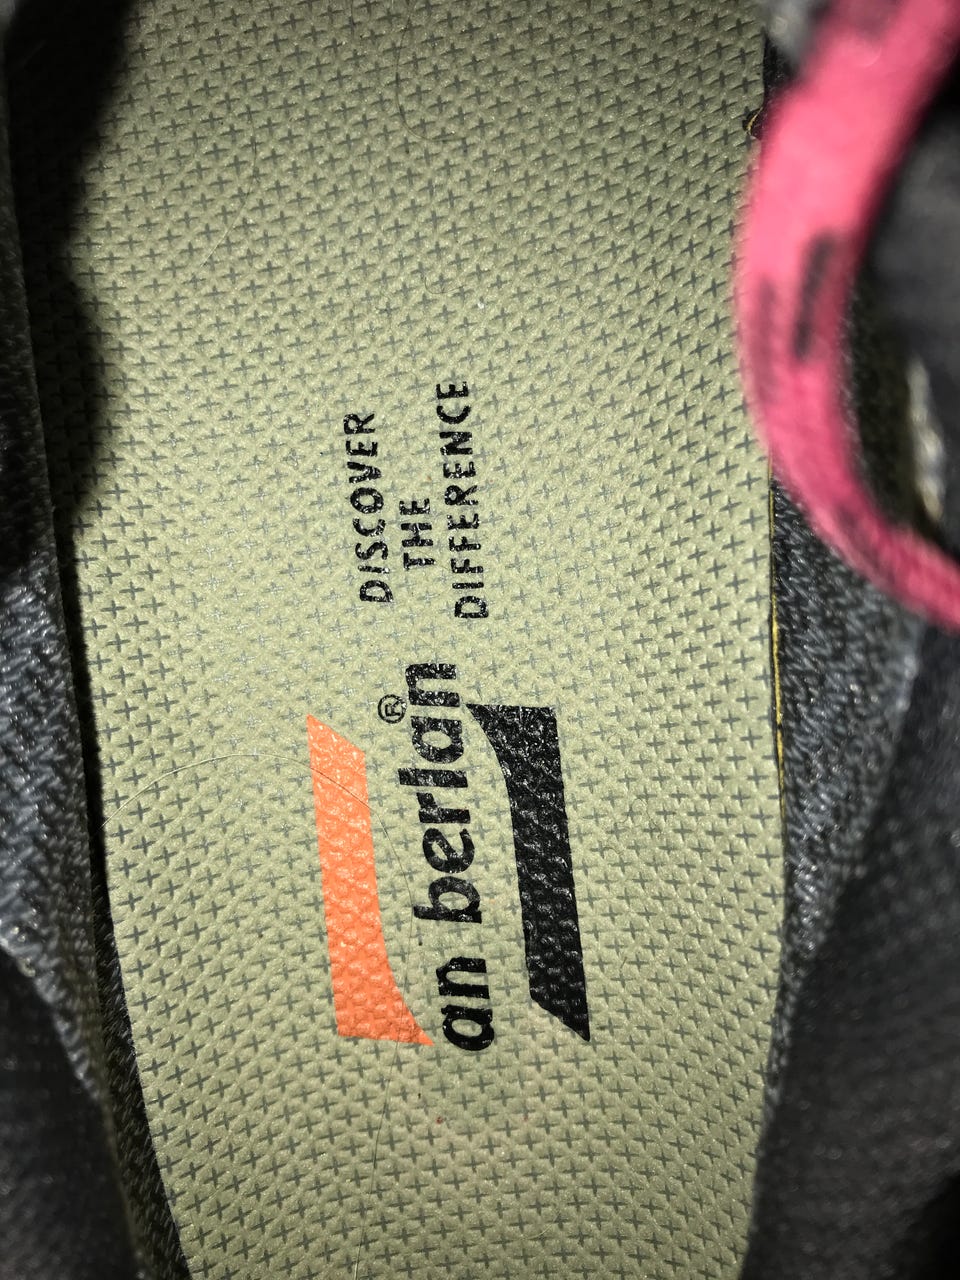 an berlan®
DISCOVER
THE
DIFFERENCE